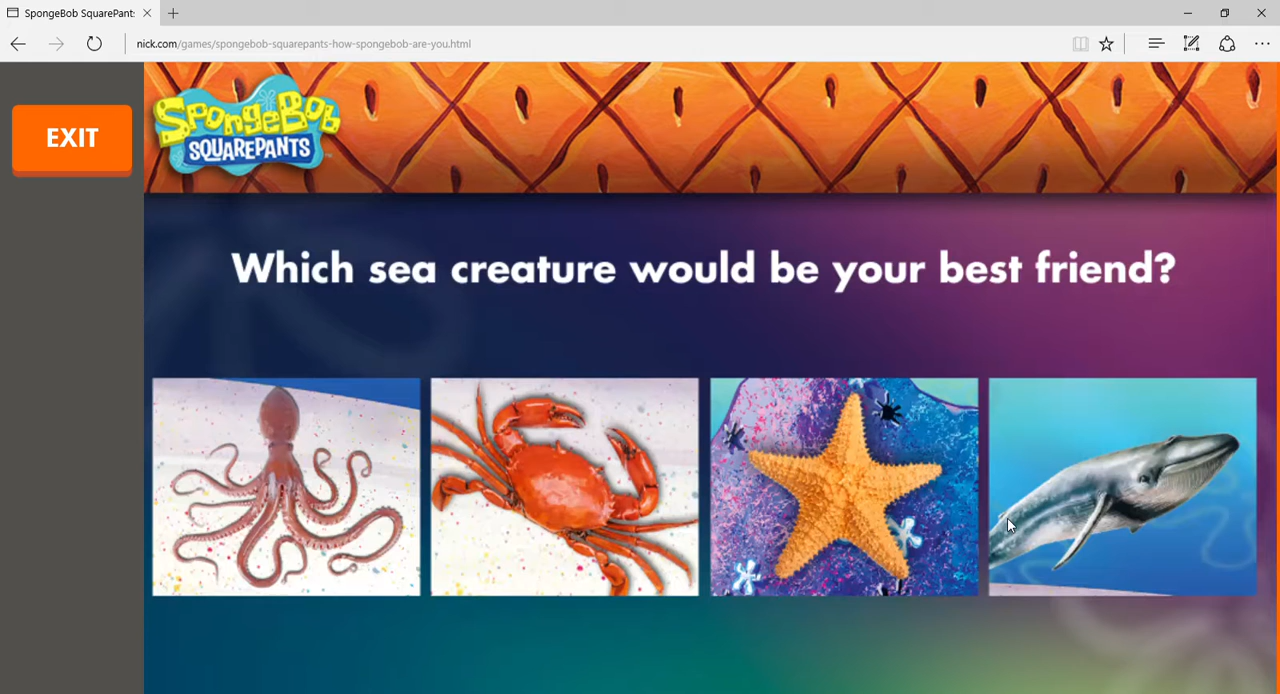 SpongeBob SquarePants
nick.com/games/spongebob-squarepants-how-spongebob-are-you.html
EXIT
SPONGEBOB
SQUAREPANTS
Which sea creature would be your best friend?